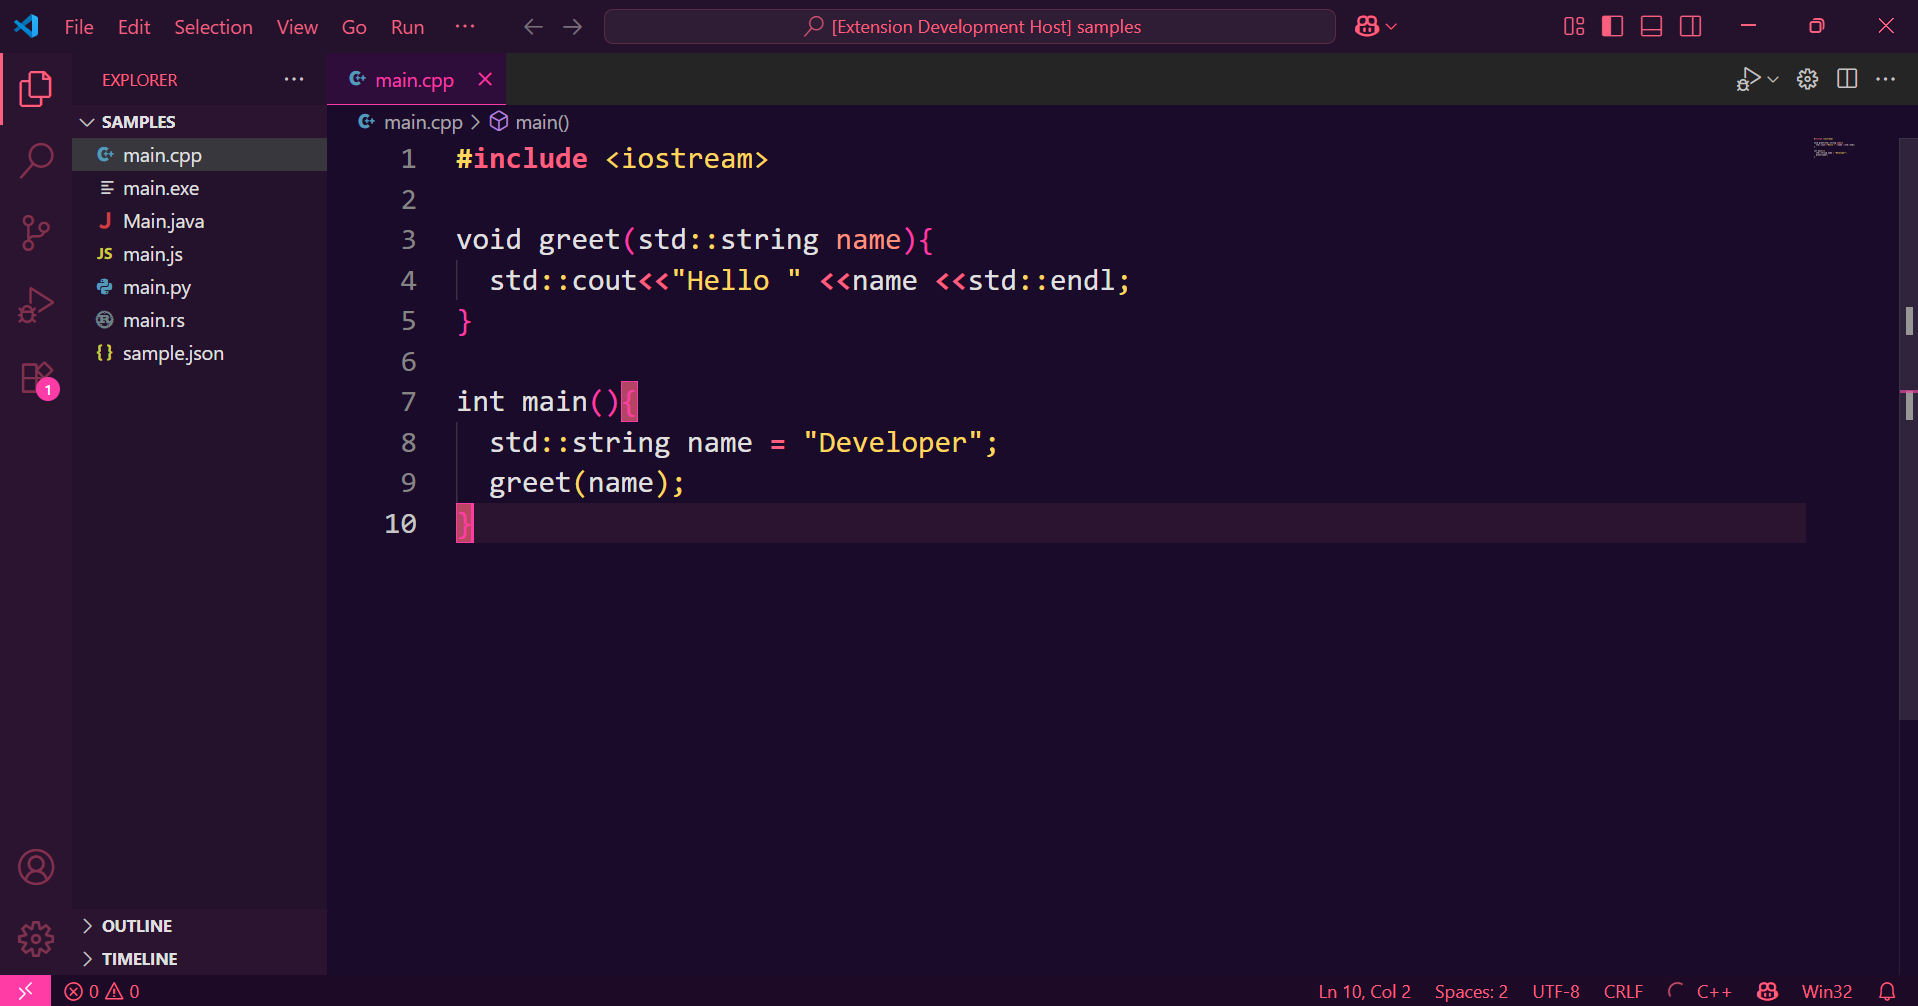 File Edit Selection View Go Run ··· [Extension Development Host] samples
EXPLORER ···
SAMPLES
main.cpp
main.exe
J Main.java
JS main.js
main.py
main.rs
{} sample.json
1
OUTLINE
TIMELINE
main.cpp
main.cpp > main()
1 #include <iostream>
2
3 void greet(std::string name){
4   std::cout<<"Hello " <<name <<std::endl;
5 }
6
7 int main(){
8   std::string name = "Developer";
9   greet(name);
10 }
0 0 Ln 10, Col 2 Spaces: 2 UTF-8 CRLF C++ Win32